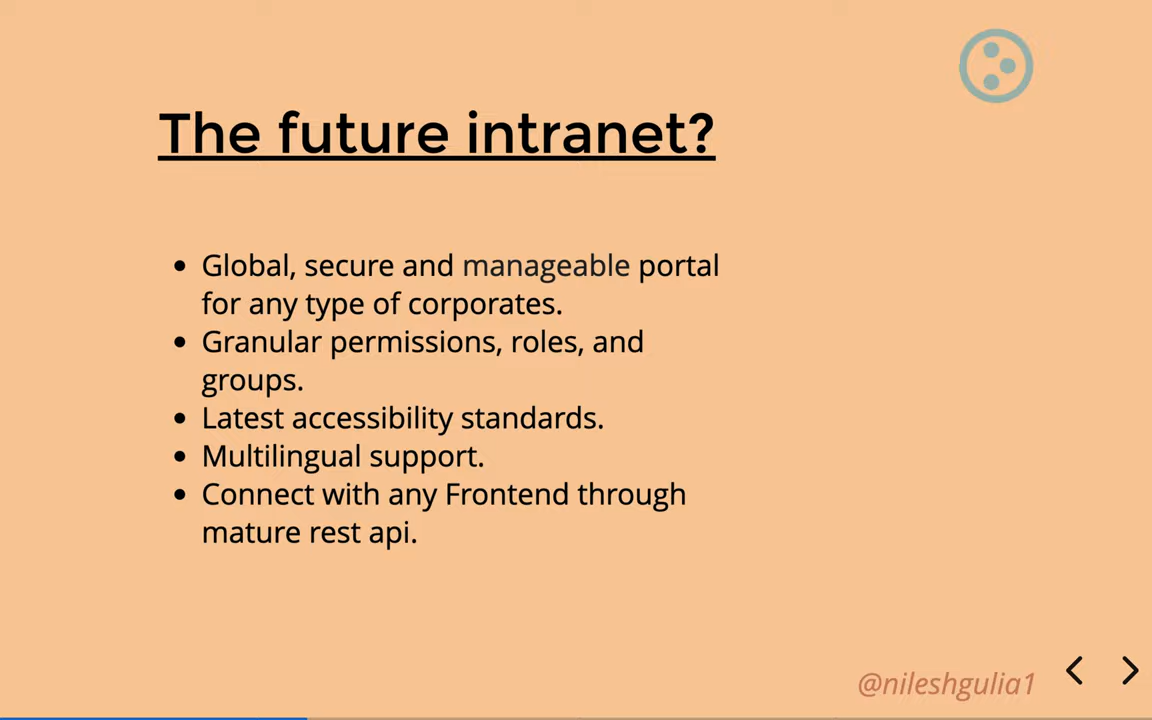 The future intranet?
Global, secure and manageable portal
for any type of corporates.
Granular permissions, roles, and
groups.
Latest accessibility standards.
Multilingual support.
Connect with any Frontend through
mature rest api.
@nileshgulia1